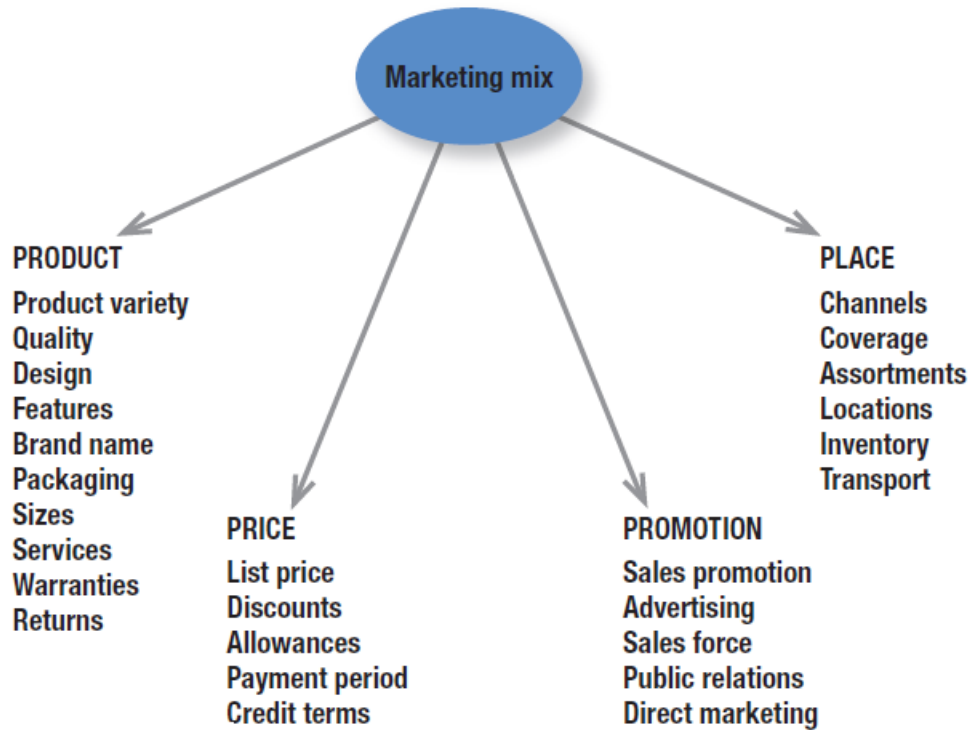 Marketing mix
PRODUCT
Product variety
Quality
Design
Features
Brand name
Packaging
Sizes
Services
Warranties
Returns
PRICE
List price
Discounts
Allowances
Payment period
Credit terms
PROMOTION
Sales promotion
Advertising
Sales force
Public relations
Direct marketing
PLACE
Channels
Coverage
Assortments
Locations
Inventory
Transport